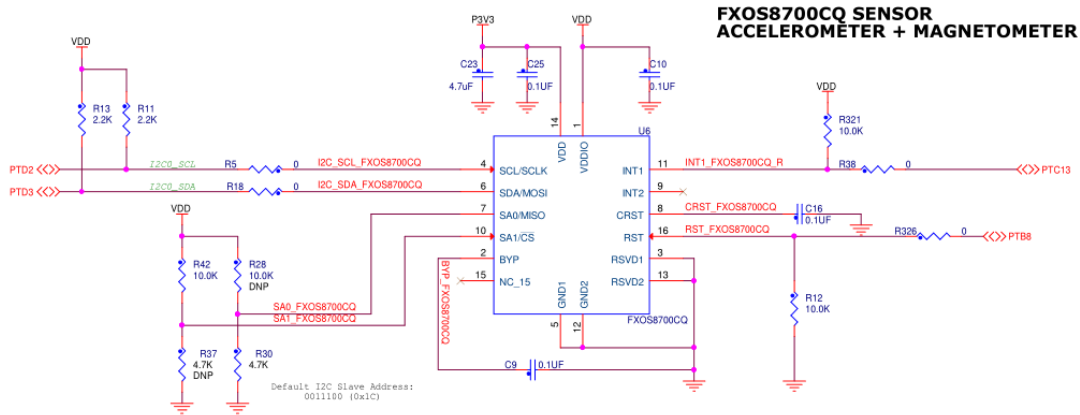 FXOS8700CQ SENSOR
ACCELEROMETER + MAGNETOMETER
P3V3
VDD
VDD
C23
4.7uF
C25
0.1UF
C10
0.1UF
VDD
R13
2.2K
R11
2.2K
R321
10.0K
U6
14
1
VDD
VDDIO
PTD2
I2C0_SCL
R5
0
I2C_SCL_FXOS8700CQ
4
SCL/SCLK
INT1
11
INT1_FXOS8700CQ_R
R38
0
PTC13
PTD3
I2C0_SDA
R18
0
I2C_SDA_FXOS8700CQ
6
SDA/MOSI
INT2
9
VDD
7
SA0/MISO
CRST
8
CRST_FXOS8700CQ
C16
0.1UF
10
SA1/CS
RST
16
RST_FXOS8700CQ
R326
0
PTB8
2
BYP
RSVD1
3
15
NC_15
RSVD2
13
BYP_FXOS8700CQ
R42
10.0K
R28
10.0K
DNP
R12
10.0K
SA0_FXOS8700CQ
SA1_FXOS8700CQ
GND1
GND2
5
12
FXOS8700CQ
R37
4.7K
DNP
R30
4.7K
C9
0.1UF
Default I2C Slave Address:
0011100 (0x1C)